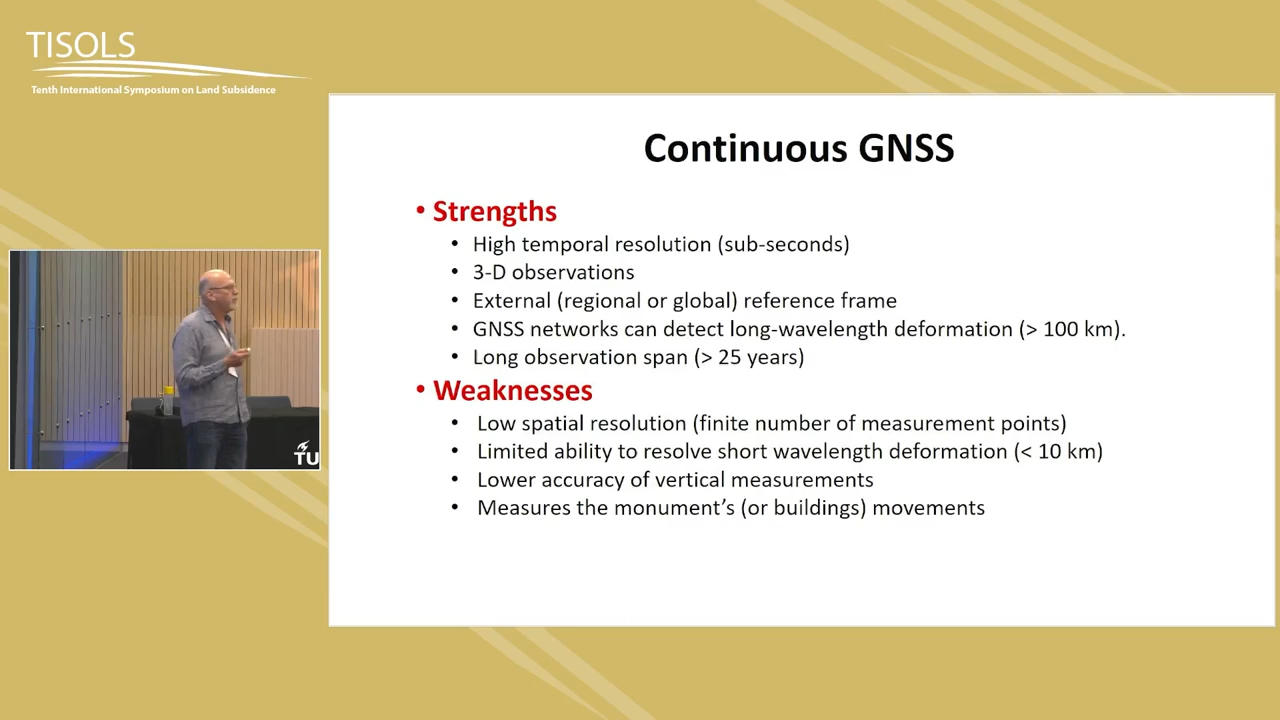 TISOLS
Tenth International Symposium on Land Subsidence
Continuous GNSS
• Strengths
• High temporal resolution (sub-seconds)
• 3-D observations
• External (regional or global) reference frame
• GNSS networks can detect long-wavelength deformation (> 100 km).
• Long observation span (> 25 years)
• Weaknesses
• Low spatial resolution (finite number of measurement points)
• Limited ability to resolve short wavelength deformation (< 10 km)
• Lower accuracy of vertical measurements
• Measures the monument’s (or buildings) movements
TU